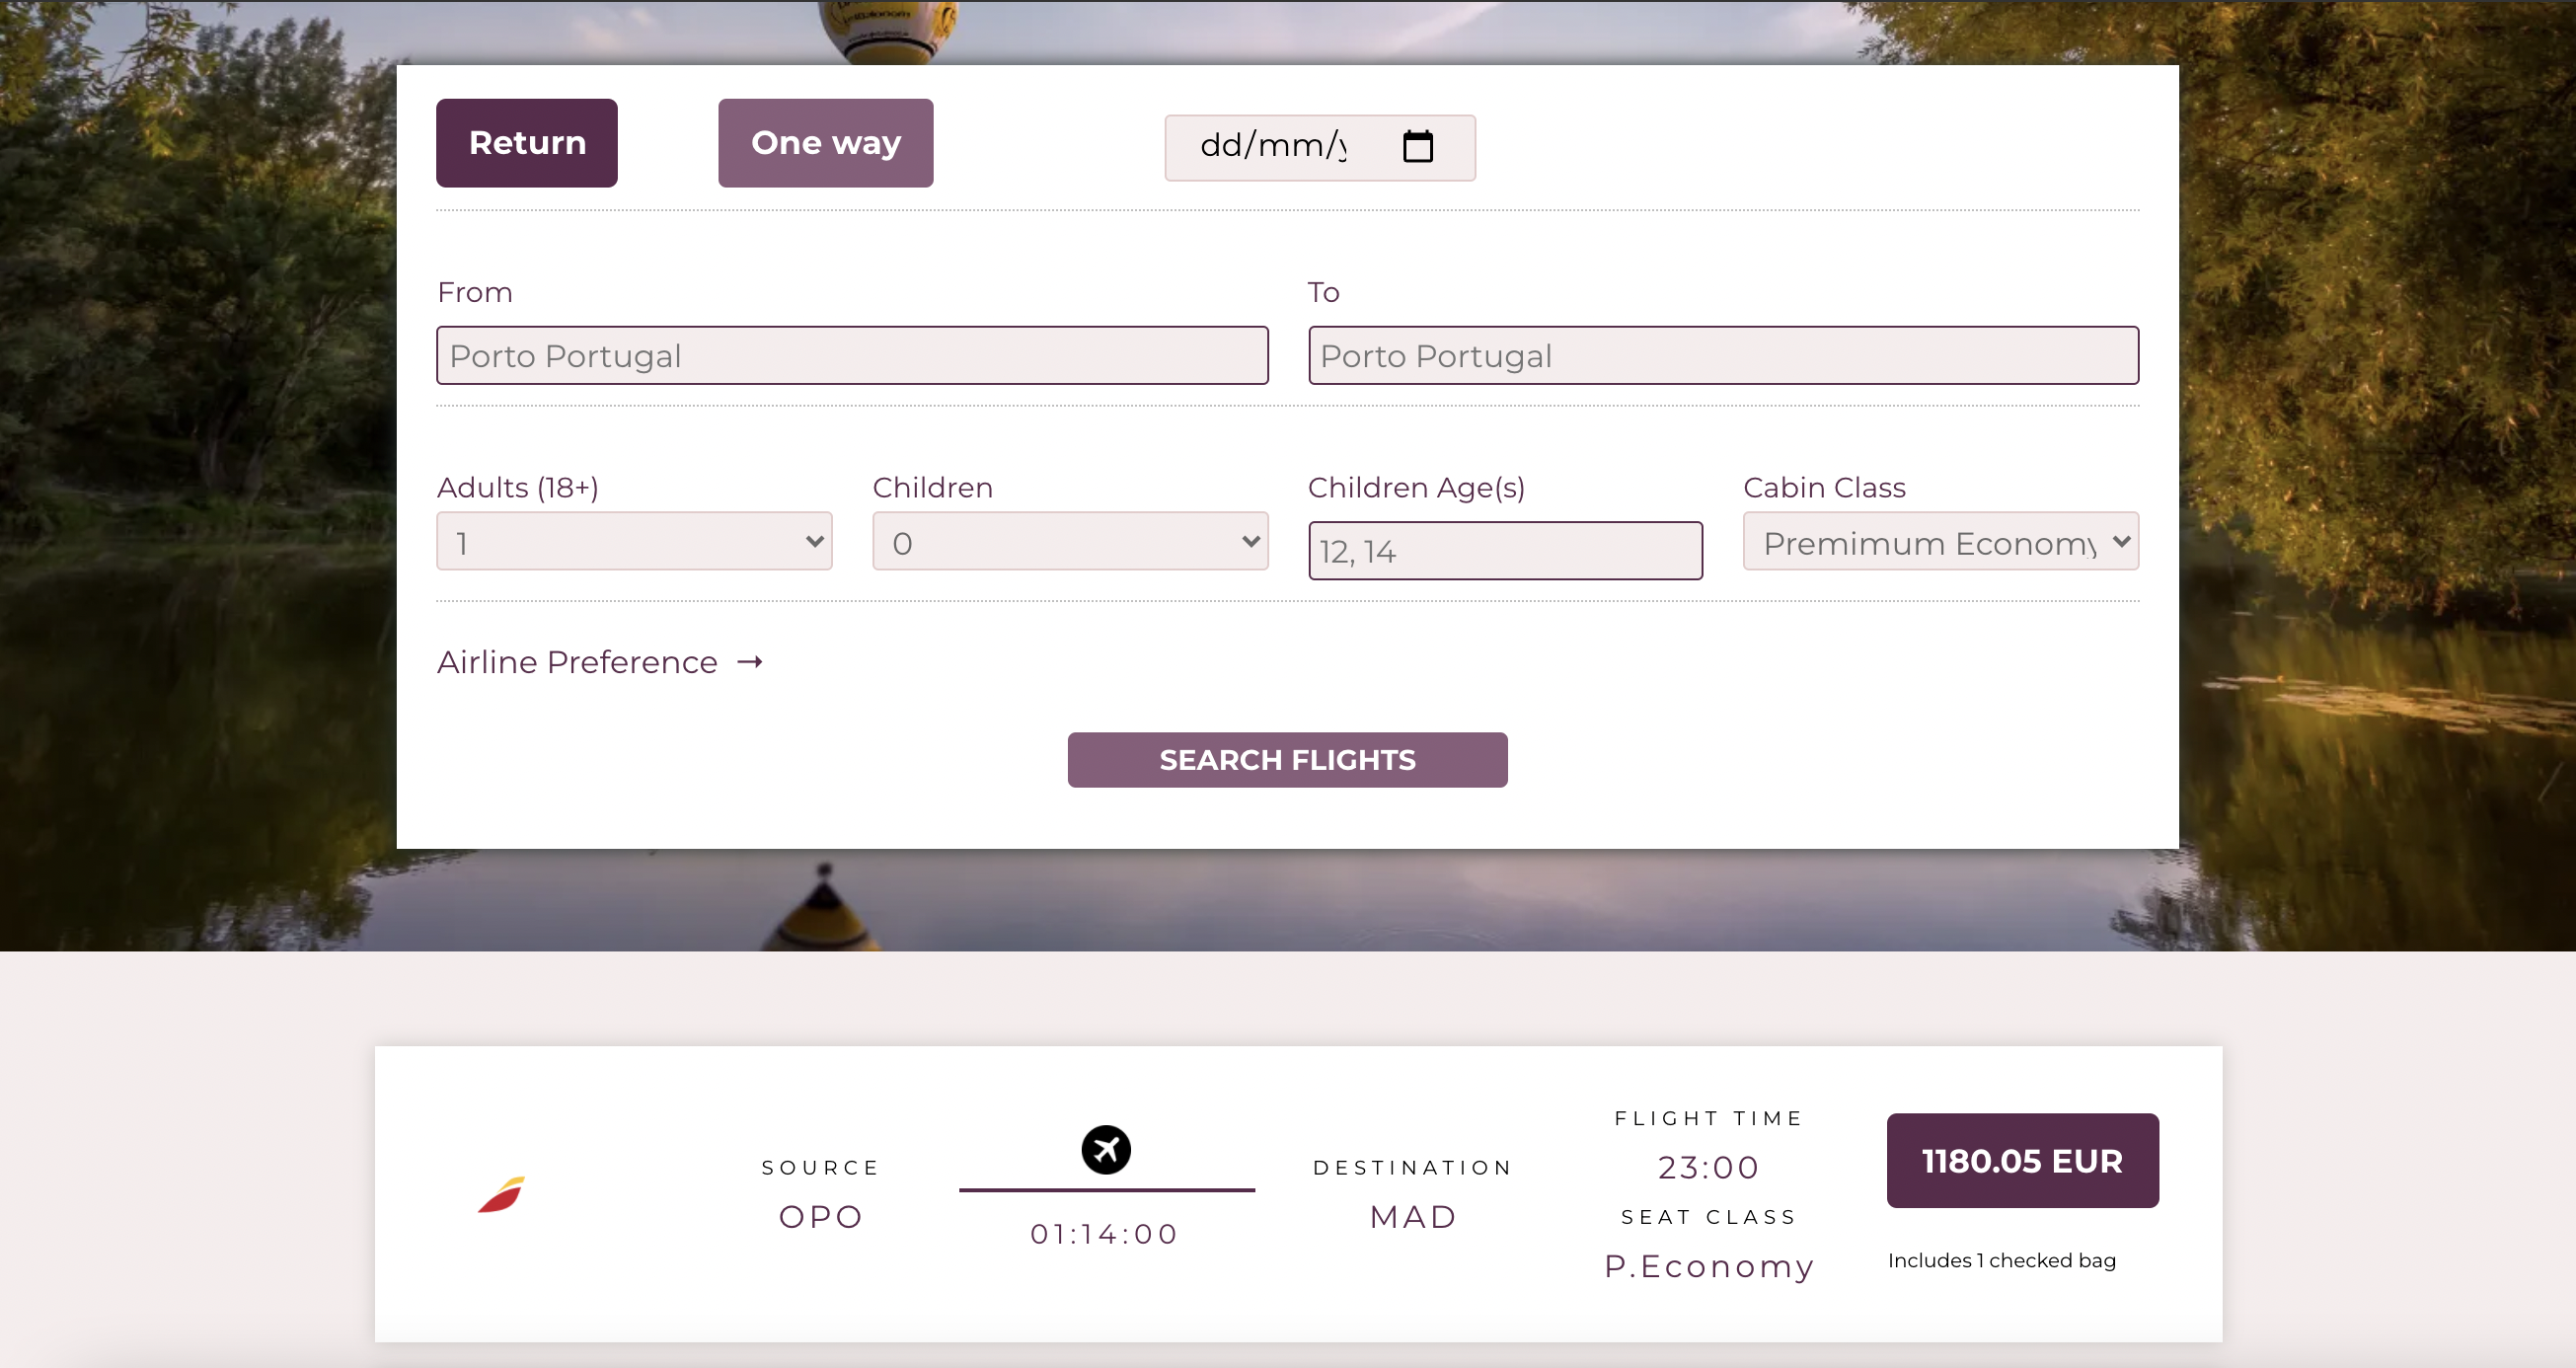 Return
One way
dd/mm/y
From
To
Porto Portugal
Porto Portugal
Adults (18+)
Children
Children Age(s)
Cabin Class
1
0
12, 14
Premimum Economy
Airline Preference →
SEARCH FLIGHTS
SOURCE
OPO
01:14:00
DESTINATION
MAD
FLIGHT TIME
23:00
SEAT CLASS
P.Economy
1180.05 EUR
Includes 1 checked bag